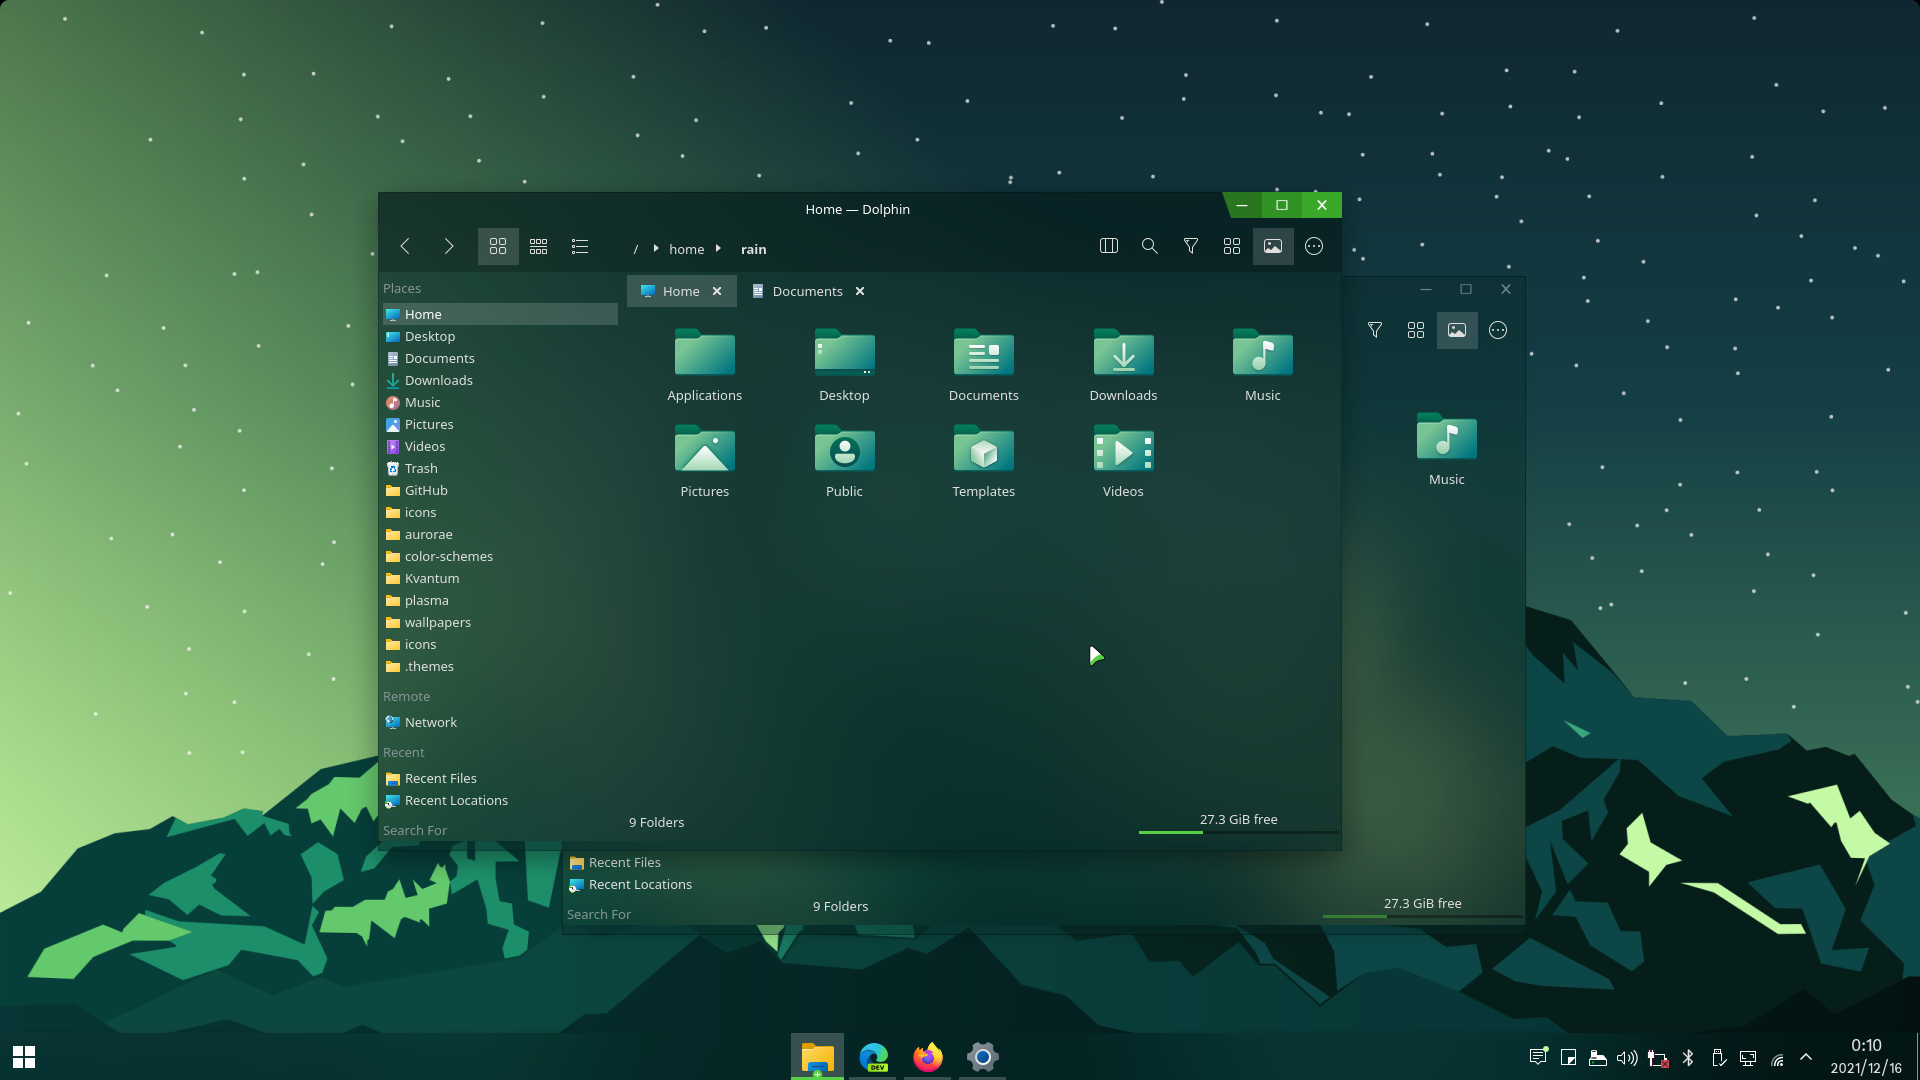 Home — Dolphin
/ home rain
Places
Home
Desktop
Documents
Downloads
Music
Pictures
Videos
Trash
GitHub
icons
aurorae
color-schemes
Kvantum
plasma
wallpapers
icons
.themes
Remote
Network
Recent
Recent Files
Recent Locations
Search For
Home Documents
Applications Desktop Documents Downloads Music
Pictures Public Templates Videos
9 Folders 27.3 GiB free
Music
Recent Files
Recent Locations
Search For
9 Folders 27.3 GiB free
DEV
0:10
2021/12/16